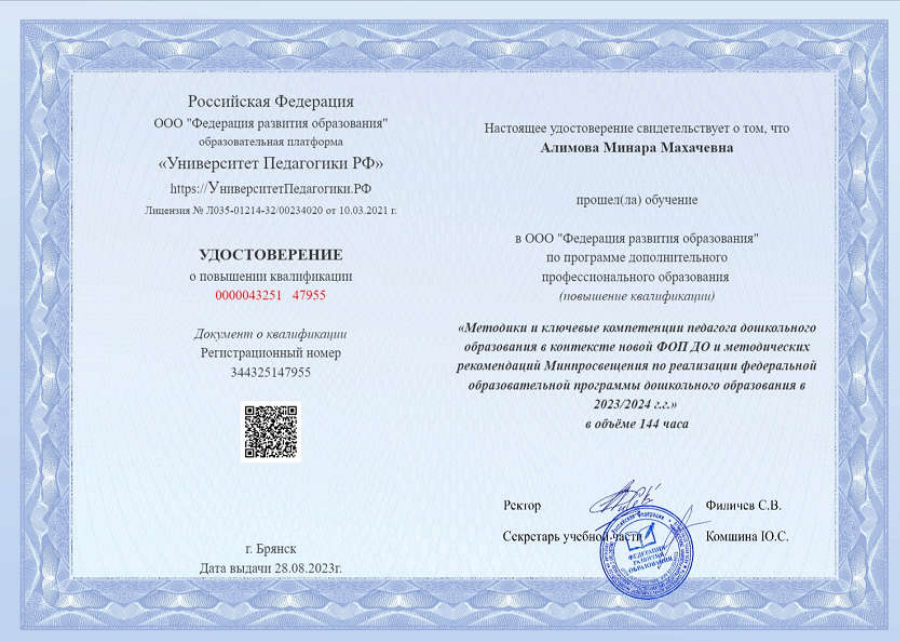 Российская Федерация
ООО "Федерация развития образования"
образовательная платформа
«Университет Педагогики РФ»
https://УниверситетПедагогики.РФ
Лицензия № Л035-01214-32/00234020 от 10.03.2021 г.
УДОСТОВЕРЕНИЕ
о повышении квалификации
0000043251 47955
Документ о квалификации
Регистрационный номер
344325147955
г. Брянск
Дата выдачи 28.08.2023г.
Настоящее удостоверение свидетельствует о том, что
Алимова Минара Махачевна
прошел(ла) обучение
в ООО "Федерация развития образования"
по программе дополнительного
профессионального образования
(повышение квалификации)
«Методики и ключевые компетенции педагога дошкольного
образования в контексте новой ФОП ДО и методических
рекомендаций Минпросвещения по реализации федеральной
образовательной программы дошкольного образования в
2023/2024 г.г.»
в объёме 144 часа
Ректор
Филичев С.В.
Секретарь учебной части
Комшина Ю.С.
ФЕДЕРАЦИЯ
РАЗВИТИЯ
ОБРАЗОВАНИЯ